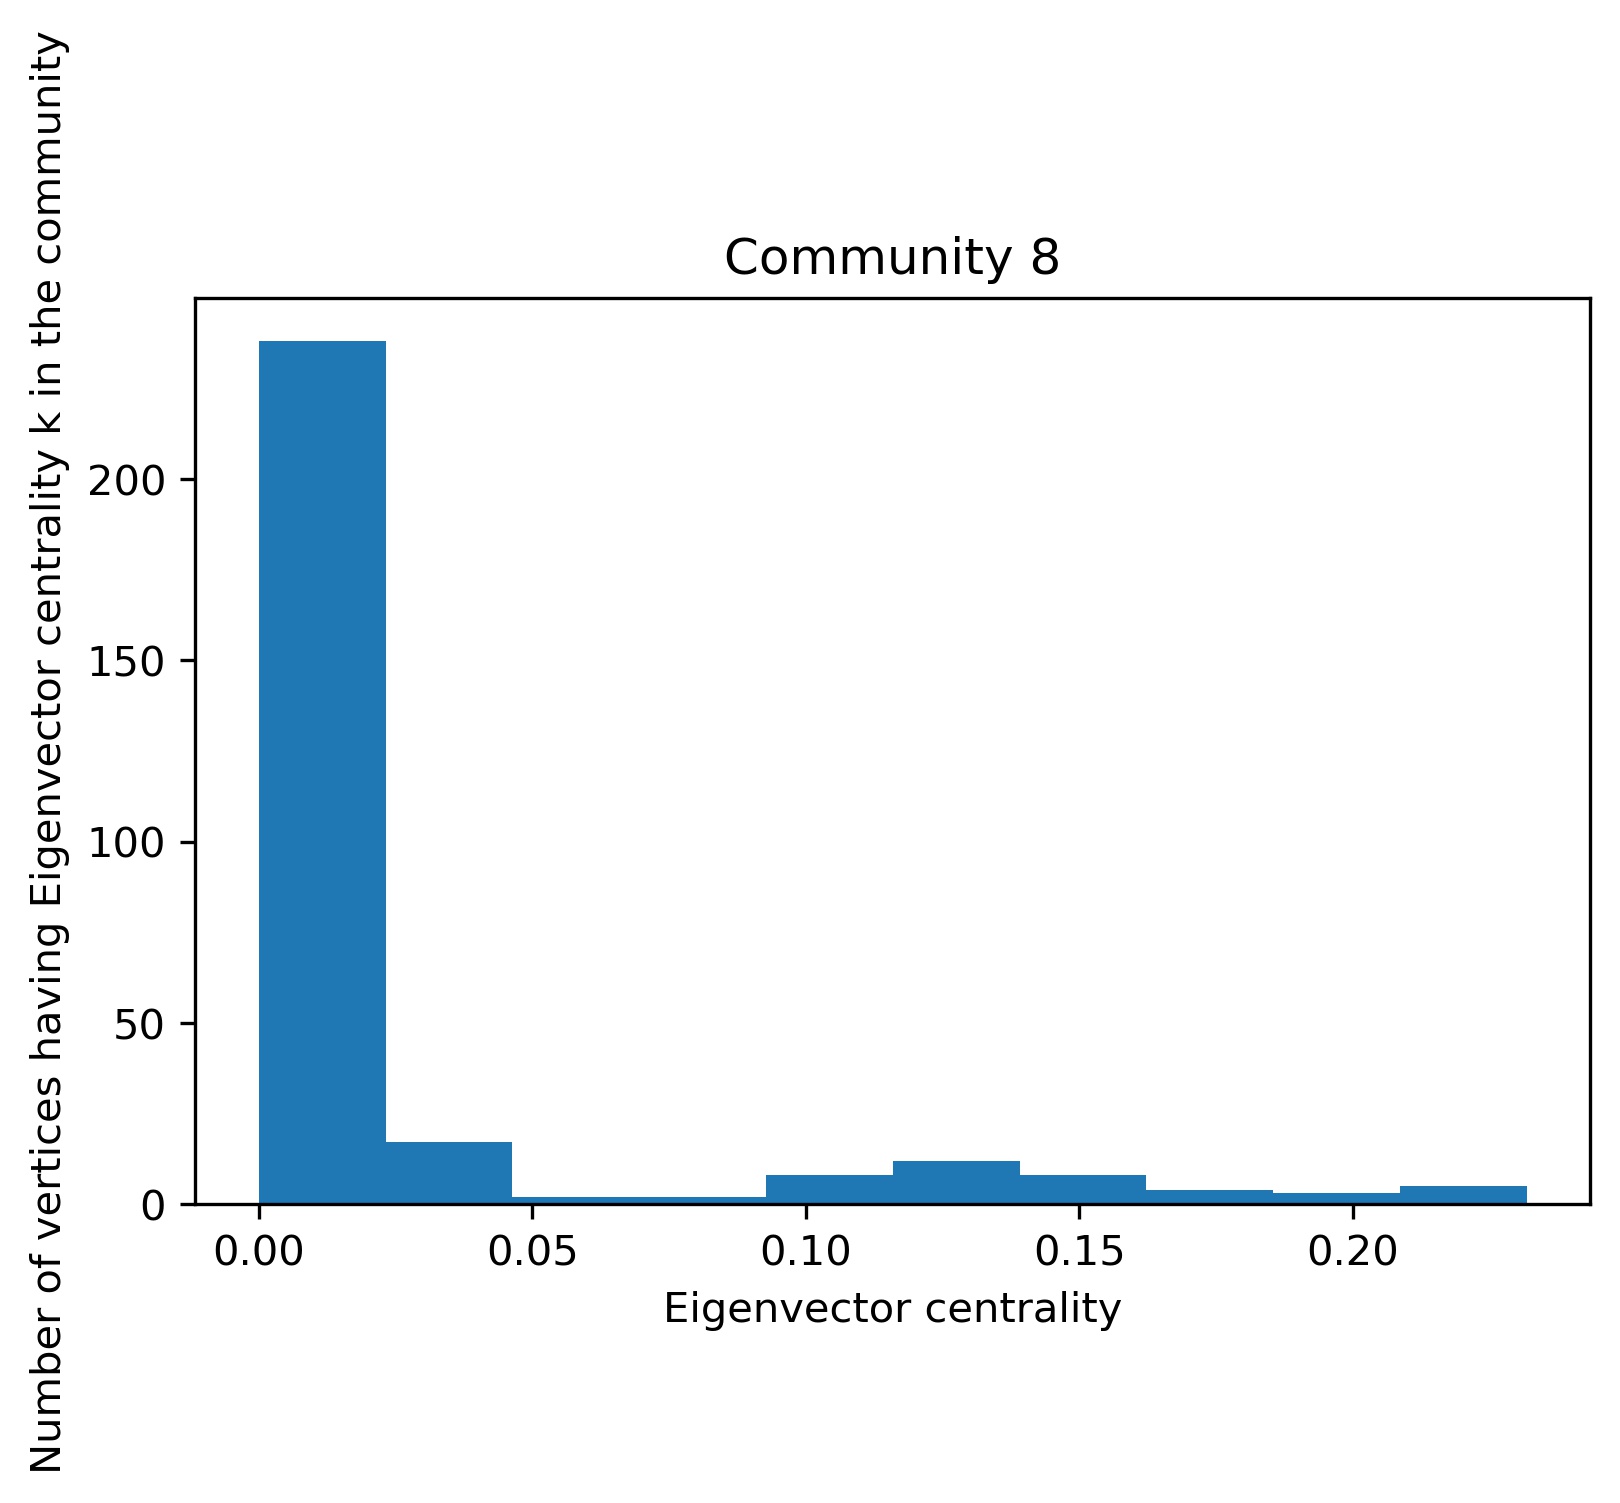 Community 8
Number of vertices having Eigenvector centrality k in the community
200
150
100
50
0
0.00 0.05 0.10 0.15 0.20
Eigenvector centrality